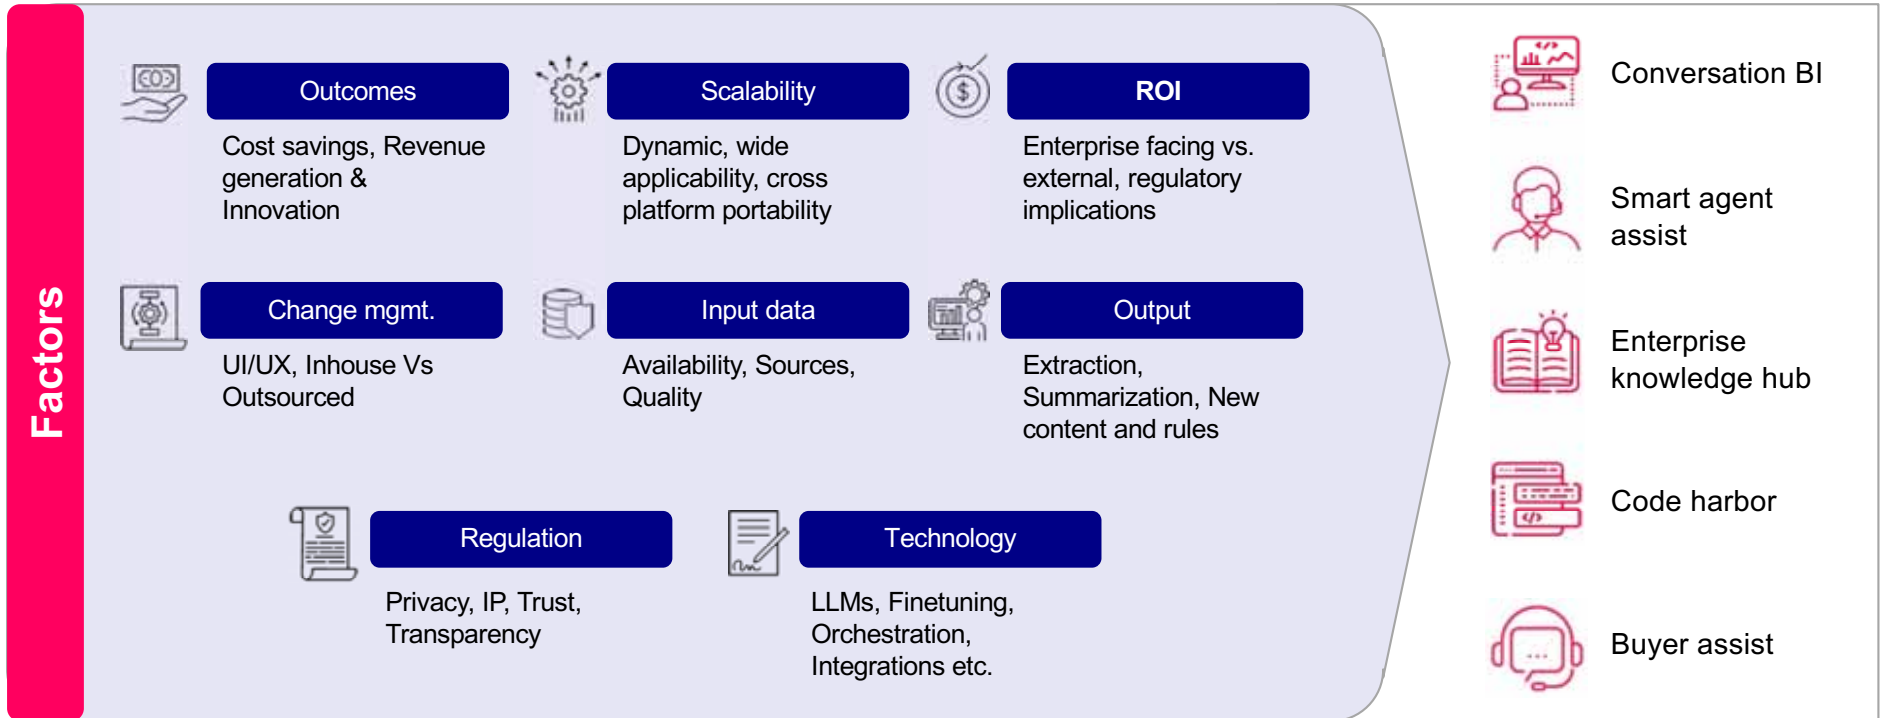 Factors
Outcomes
Cost savings, Revenue
generation &
Innovation
Scalability
Dynamic, wide
applicability, cross
platform portability
ROI
Enterprise facing vs.
external, regulatory
implications
Change mgmt.
UI/UX, Inhouse Vs
Outsourced
Input data
Availability, Sources,
Quality
Output
Extraction,
Summarization, New
content and rules
Regulation
Privacy, IP, Trust,
Transparency
Technology
LLMs, Finetuning,
Orchestration,
Integrations etc.
Conversation BI
Smart agent
assist
Enterprise
knowledge hub
Code harbor
Buyer assist